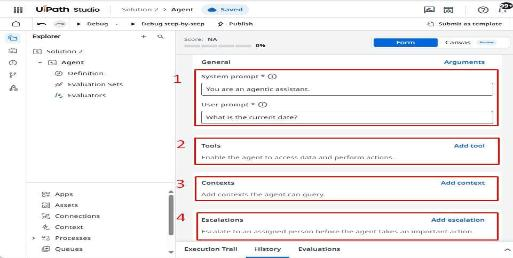 UiPath Studio
Solution 2 > Agent
Saved
99+
Debug
Debug step-by-step
Publish
Submit as template
Explorer
Solution 2
Agent
Definition
Evaluation Sets
Evaluators
Apps
Assets
Connections
Context
Processes
Queues
Score: NA
0%
Form
Canvas
General
Arguments
1
System prompt *
You are an agentic assistant.
User prompt *
What is the current date?
2
Tools
Add tool
Enable the agent to access data and perform actions.
3
Contexts
Add context
Add contexts the agent can query.
4
Escalations
Add escalation
Escalate to an assigned person before the agent takes an important action.
Execution Trail
History
Evaluations